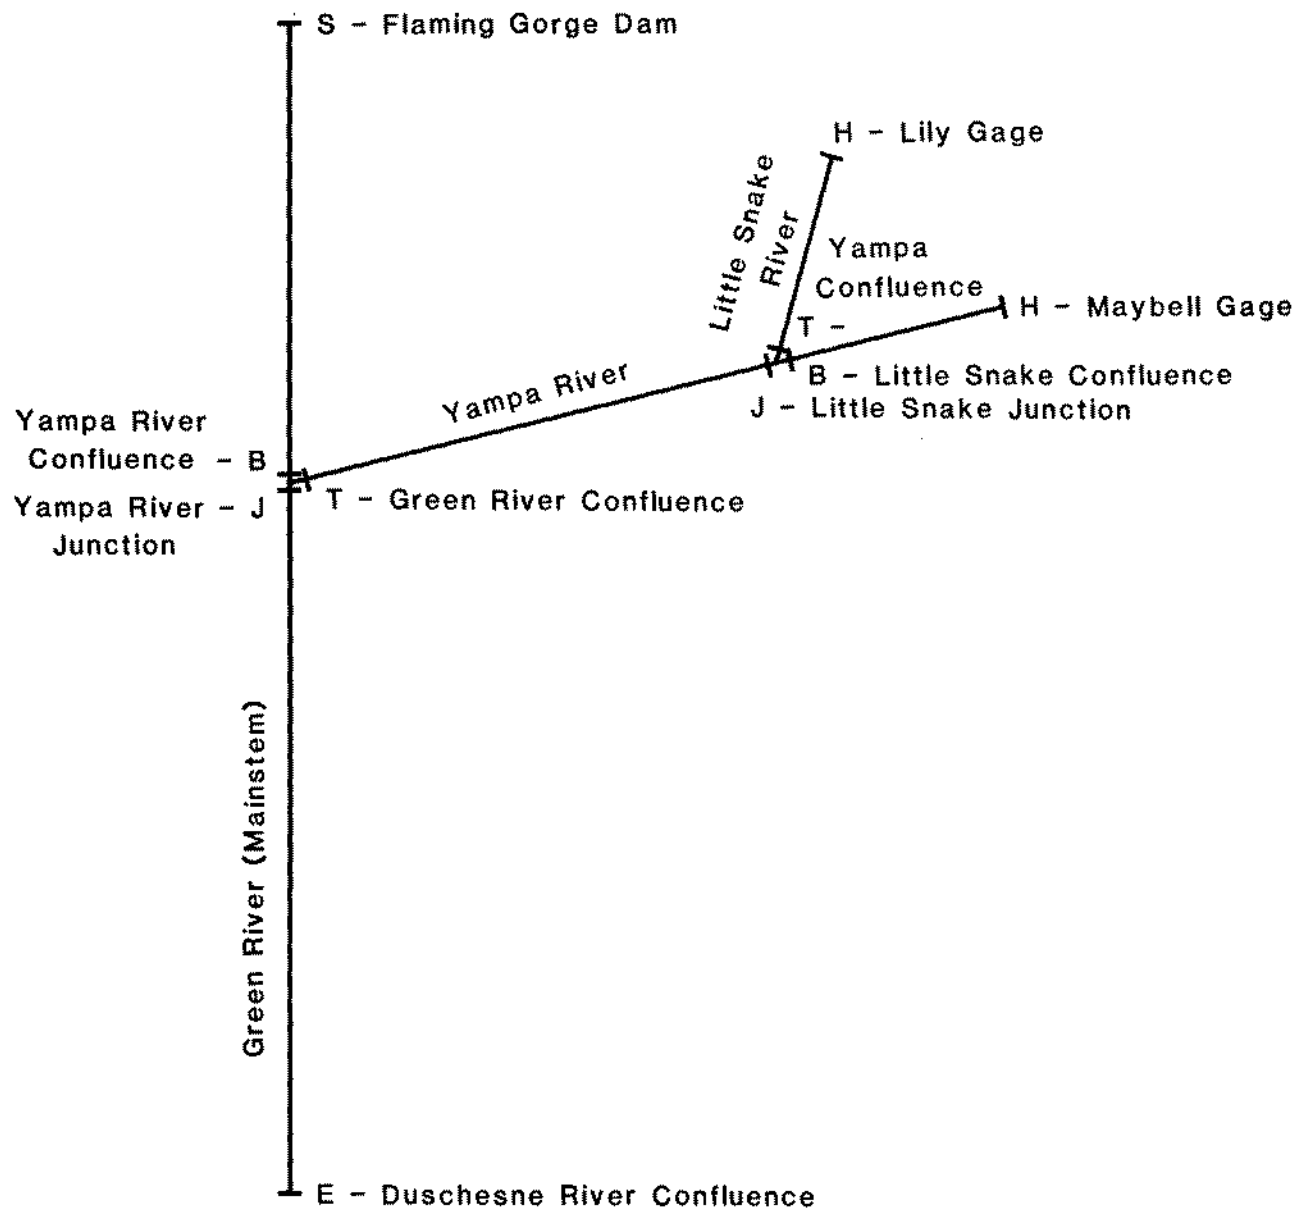 S - Flaming Gorge Dam
H - Lily Gage
Little Snake
River
Yampa
Confluence
T -
H - Maybell Gage
B - Little Snake Confluence
J - Little Snake Junction
Yampa River
Yampa River
Confluence - B
Yampa River - J
Junction
T - Green River Confluence
Green River (Mainstem)
E - Duschesne River Confluence